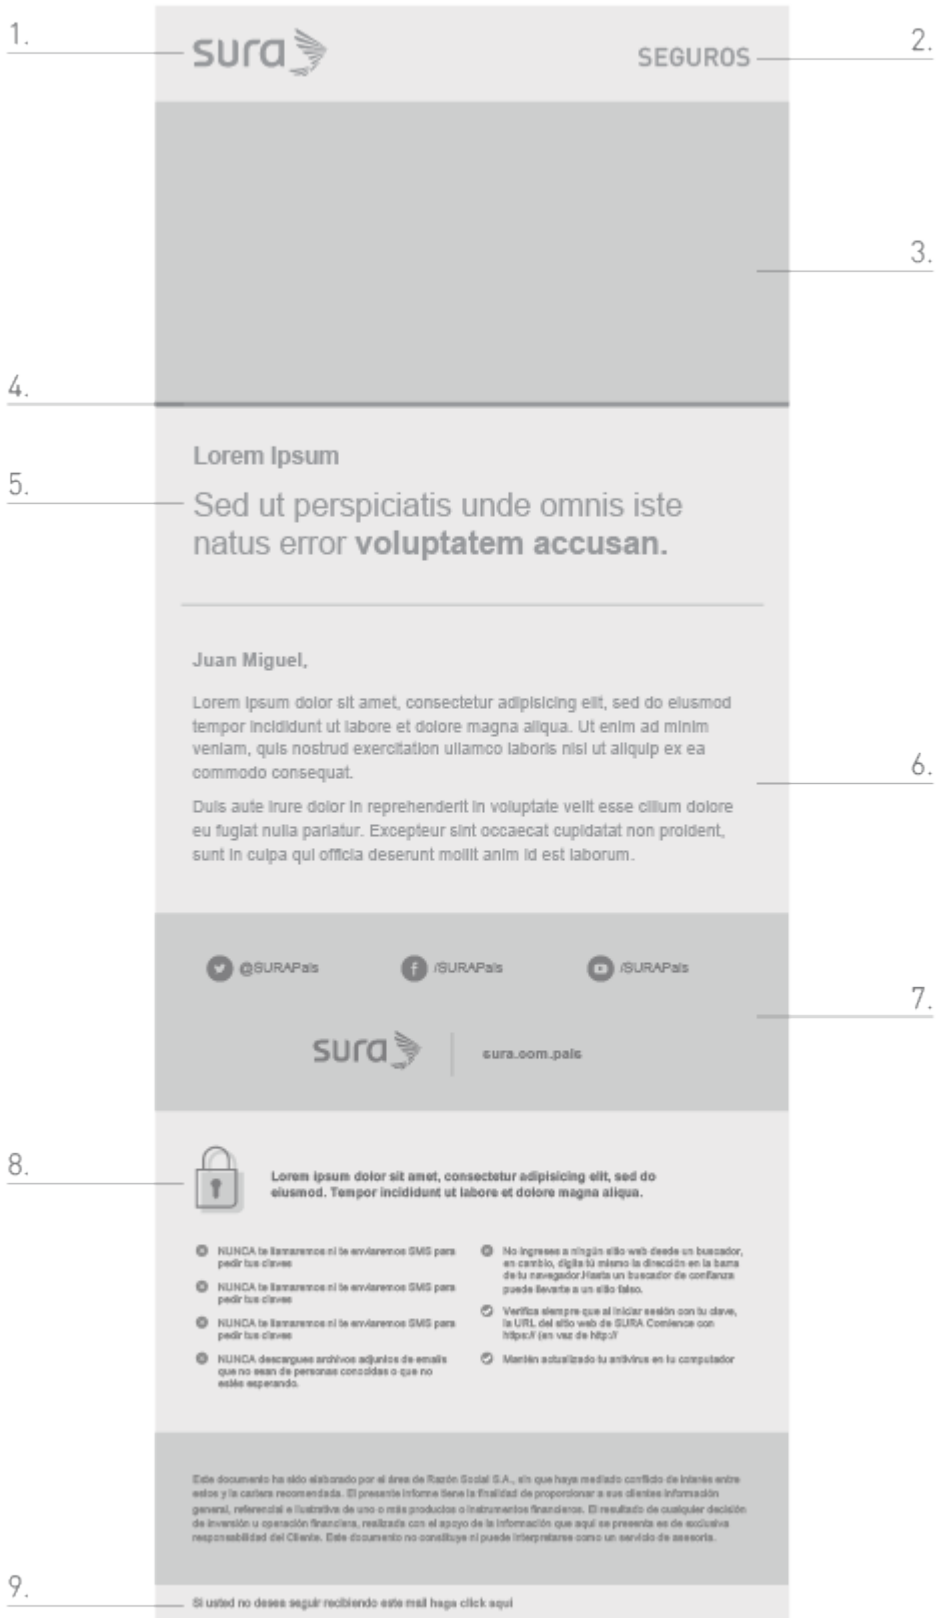 1.
sura
SEGUROS
2.
3.
4.
Lorem Ipsum
5.
Sed ut perspiciatis unde omnis iste
natus error voluptatem accusan.
Juan Miguel,
Lorem ipsum dolor sit amet, consectetur adipisicing elit, sed do eiusmod
tempor incididunt ut labore et dolore magna aliqua. Ut enim ad minim
veniam, quis nostrud exercitation ullamco laboris nisi ut aliquip ex ea
commodo consequat.
6.
Duis aute irure dolor in reprehenderit in voluptate velit esse cillum dolore
eu fugiat nulla pariatur. Excepteur sint occaecat cupidatat non proident,
sunt in culpa qui officia deserunt mollit anim id est laborum.
@SURAPais
/SURAPais
/SURAPais
7.
sura
sura.com.pais
8.
Lorem ipsum dolor sit amet, consectetur adipisicing elit, sed do
eiusmod. Tempor incididunt ut labore et dolore magna aliqua.
NUNCA te llamaremos ni te enviaremos SMS para
pedir tus claves
NUNCA te llamaremos ni te enviaremos SMS para
pedir tus claves
NUNCA te llamaremos ni te enviaremos SMS para
pedir tus claves
NUNCA descargues archivos adjuntos de emails
que no sean de personas conocidas o que no
estés esperando.
No ingreses a ningún sitio web desde un buscador,
en cambio, digita tú mismo la dirección en la barra
de tu navegador.Hasta un buscador de confianza
puede llevarte a un sitio falso.
Verifica siempre que al iniciar sesión con tu clave,
la URL del sitio web de SURA Comience con
https:// (en vez de http://
Mantén actualizado tu antivirus en tu computador
Este documento ha sido elaborado por el área de Razón Social S.A., sin que haya mediado conflicto de interés entre
estos y la cartera recomendada. El presente informe tiene la finalidad de proporcionar a sus clientes información
general, referencial e ilustrativa de uno o más productos o instrumentos financieros. El resultado de cualquier decisión
de inversión u operación financiera, realizada con el apoyo de la información que aquí se presenta es de exclusiva
responsabilidad del Cliente. Este documento no constituye ni puede interpretarse como un servicio de asesoría.
9.
Si usted no desea seguir recibiendo este mail haga click aquí